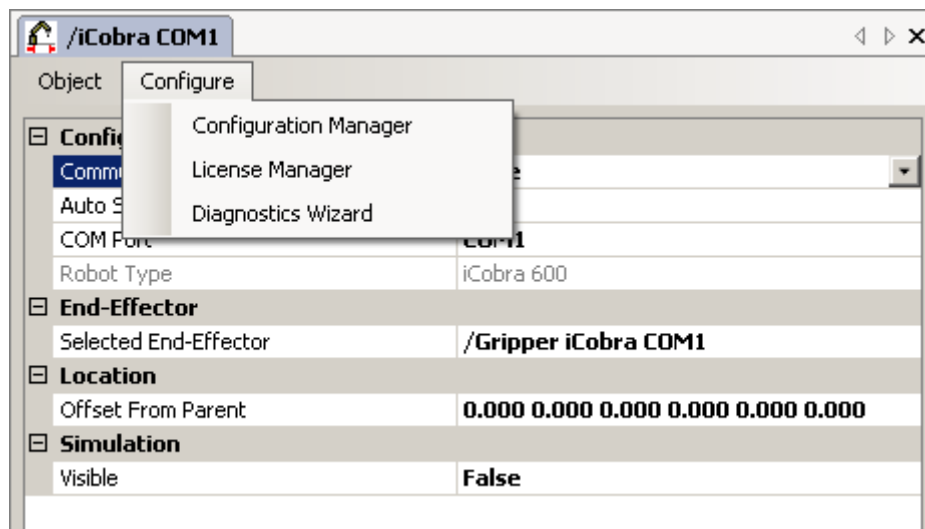 /iCobra COM1
Object Configure
Configuration Manager
License Manager
Diagnostics Wizard
Auto
COM Port COM1
Robot Type iCobra 600
End-Effector
Selected End-Effector /Gripper iCobra COM1
Location
Offset From Parent 0.000 0.000 0.000 0.000 0.000 0.000
Simulation
Visible False